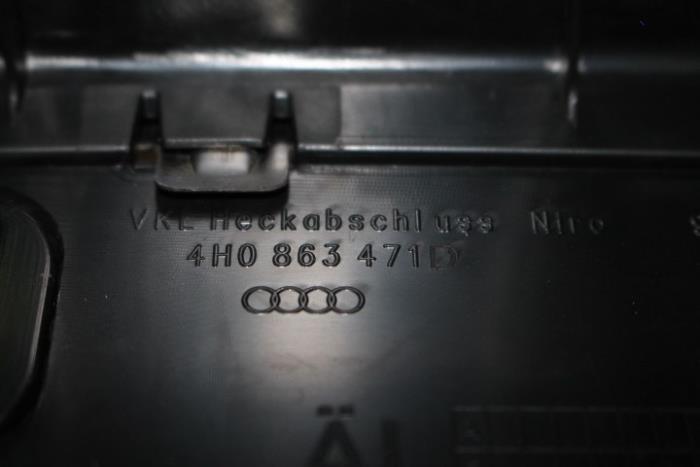 VKL Heckabschluss Niro
4H0 863 471 D